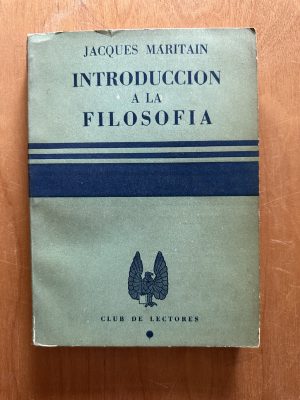 JACQUES MARITAIN
INTRODUCCION
A LA
FILOSOFIA
CLUB DE LECTORES